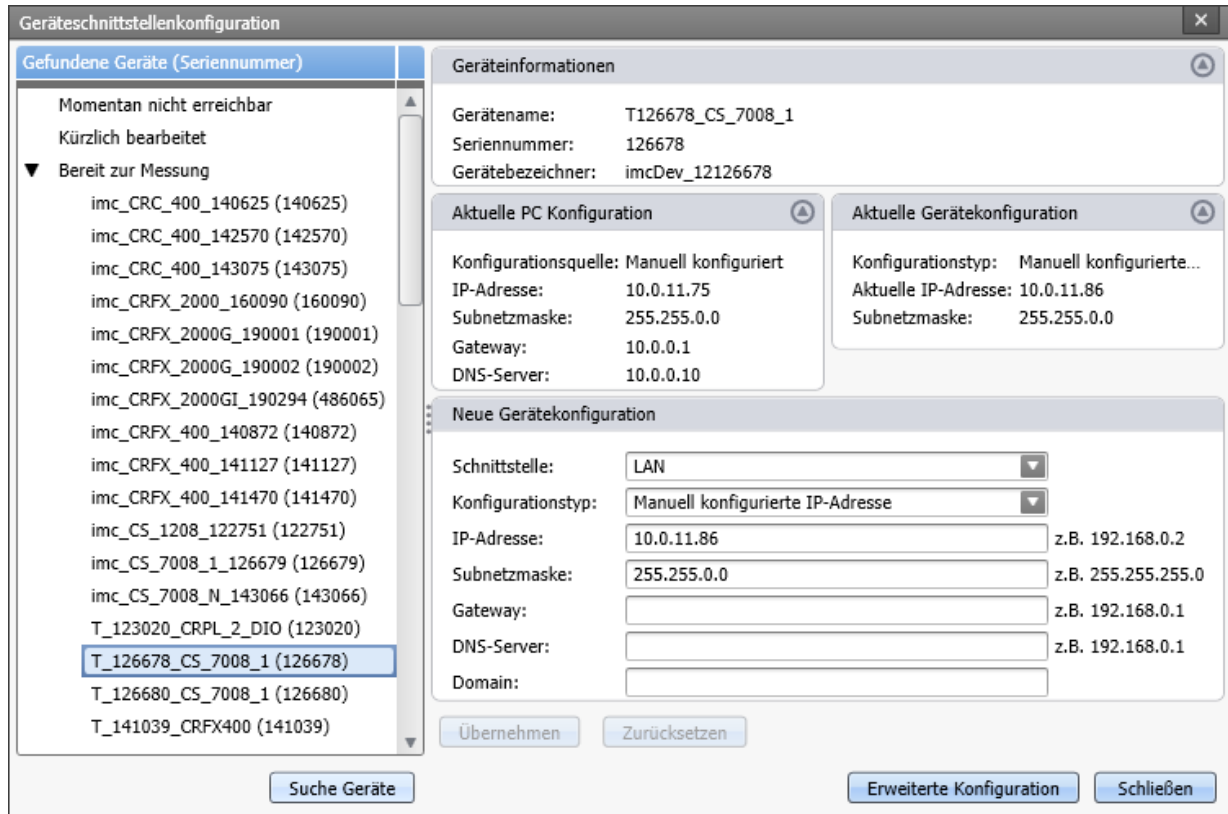 Geräteschnittstellenkonfiguration
Gefundene Geräte (Seriennummer)
Momentan nicht erreichbar
Kürzlich bearbeitet
Bereit zur Messung
imc_CRC_400_140625 (140625)
imc_CRC_400_142570 (142570)
imc_CRC_400_143075 (143075)
imc_CRFX_2000_160090 (160090)
imc_CRFX_2000G_190001 (190001)
imc_CRFX_2000G_190002 (190002)
imc_CRFX_2000GI_190294 (486065)
imc_CRFX_400_140872 (140872)
imc_CRFX_400_141127 (141127)
imc_CRFX_400_141470 (141470)
imc_CS_1208_122751 (122751)
imc_CS_7008_1_126679 (126679)
imc_CS_7008_N_143066 (143066)
T_123020_CRPL_2_DIO (123020)
T_126678_CS_7008_1 (126678)
T_126680_CS_7008_1 (126680)
T_141039_CRFX400 (141039)
Suche Geräte
Geräteinformationen
Gerätename: T126678_CS_7008_1
Seriennummer: 126678
Gerätebezeichner: imcDev_12126678
Aktuelle PC Konfiguration
Konfigurationsquelle: Manuell konfiguriert
IP-Adresse: 10.0.11.75
Subnetzmaske: 255.255.0.0
Gateway: 10.0.0.1
DNS-Server: 10.0.0.10
Aktuelle Gerätekonfiguration
Konfigurationstyp: Manuell konfigurierte...
Aktuelle IP-Adresse: 10.0.11.86
Subnetzmaske: 255.255.0.0
Neue Gerätekonfiguration
Schnittstelle: LAN
Konfigurationstyp: Manuell konfigurierte IP-Adresse
IP-Adresse: 10.0.11.86 z.B. 192.168.0.2
Subnetzmaske: 255.255.0.0 z.B. 255.255.255.0
Gateway: z.B. 192.168.0.1
DNS-Server: z.B. 192.168.0.1
Domain:
Übernehmen Zurücksetzen
Erweiterte Konfiguration Schließen